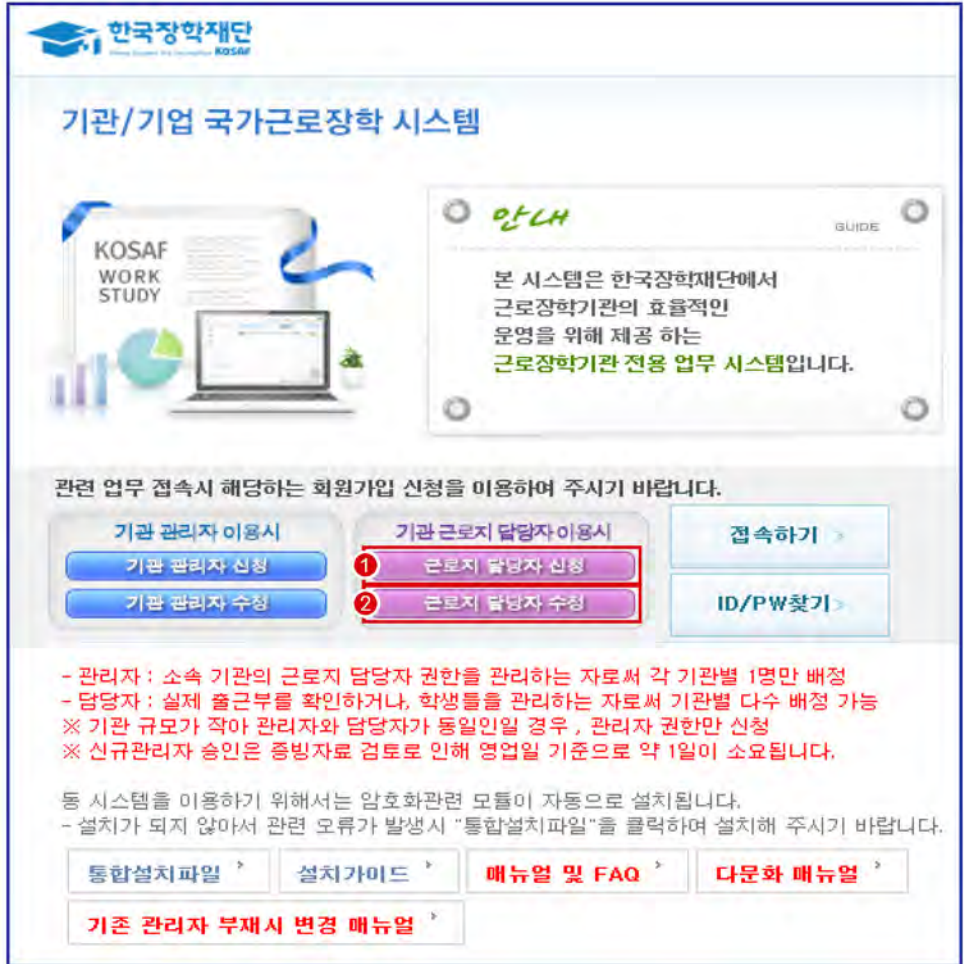 한국장학재단
KOSAF
기관/기업 국가근로장학 시스템
KOSAF
WORK
STUDY
안내
GUIDE
본 시스템은 한국장학재단에서
근로장학기관의 효율적인
운영을 위해 제공 하는
근로장학기관 전용 업무 시스템입니다.
관련 업무 접속시 해당하는 회원가입 신청을 이용하여 주시기 바랍니다.
기관 관리자 이용시
기관 관리자 신청
기관 관리자 수정
기관 근로지 담당자 이용시
1 근로지 담당자 신청
2 근로지 담당자 수정
접속하기 >
ID/PW찾기 >
- 관리자 : 소속 기관의 근로지 담당자 권한을 관리하는 자로써 각 기관별 1명만 배정
- 담당자 : 실제 출근부를 확인하거나, 학생들을 관리하는 자로써 기관별 다수 배정 가능
※ 기관 규모가 작아 관리자와 담당자가 동일인일 경우 , 관리자 권한만 신청
※ 신규관리자 승인은 증빙자료 검토로 인해 영업일 기준으로 약 1일이 소요됩니다.
동 시스템을 이용하기 위해서는 암호화관련 모듈이 자동으로 설치됩니다.
- 설치가 되지 않아서 관련 오류가 발생시 "통합설치파일"을 클릭하여 설치해 주시기 바랍니다.
통합설치파일 >
설치가이드 >
매뉴얼 및 FAQ >
다문화 매뉴얼 >
기존 관리자 부재시 변경 매뉴얼 >